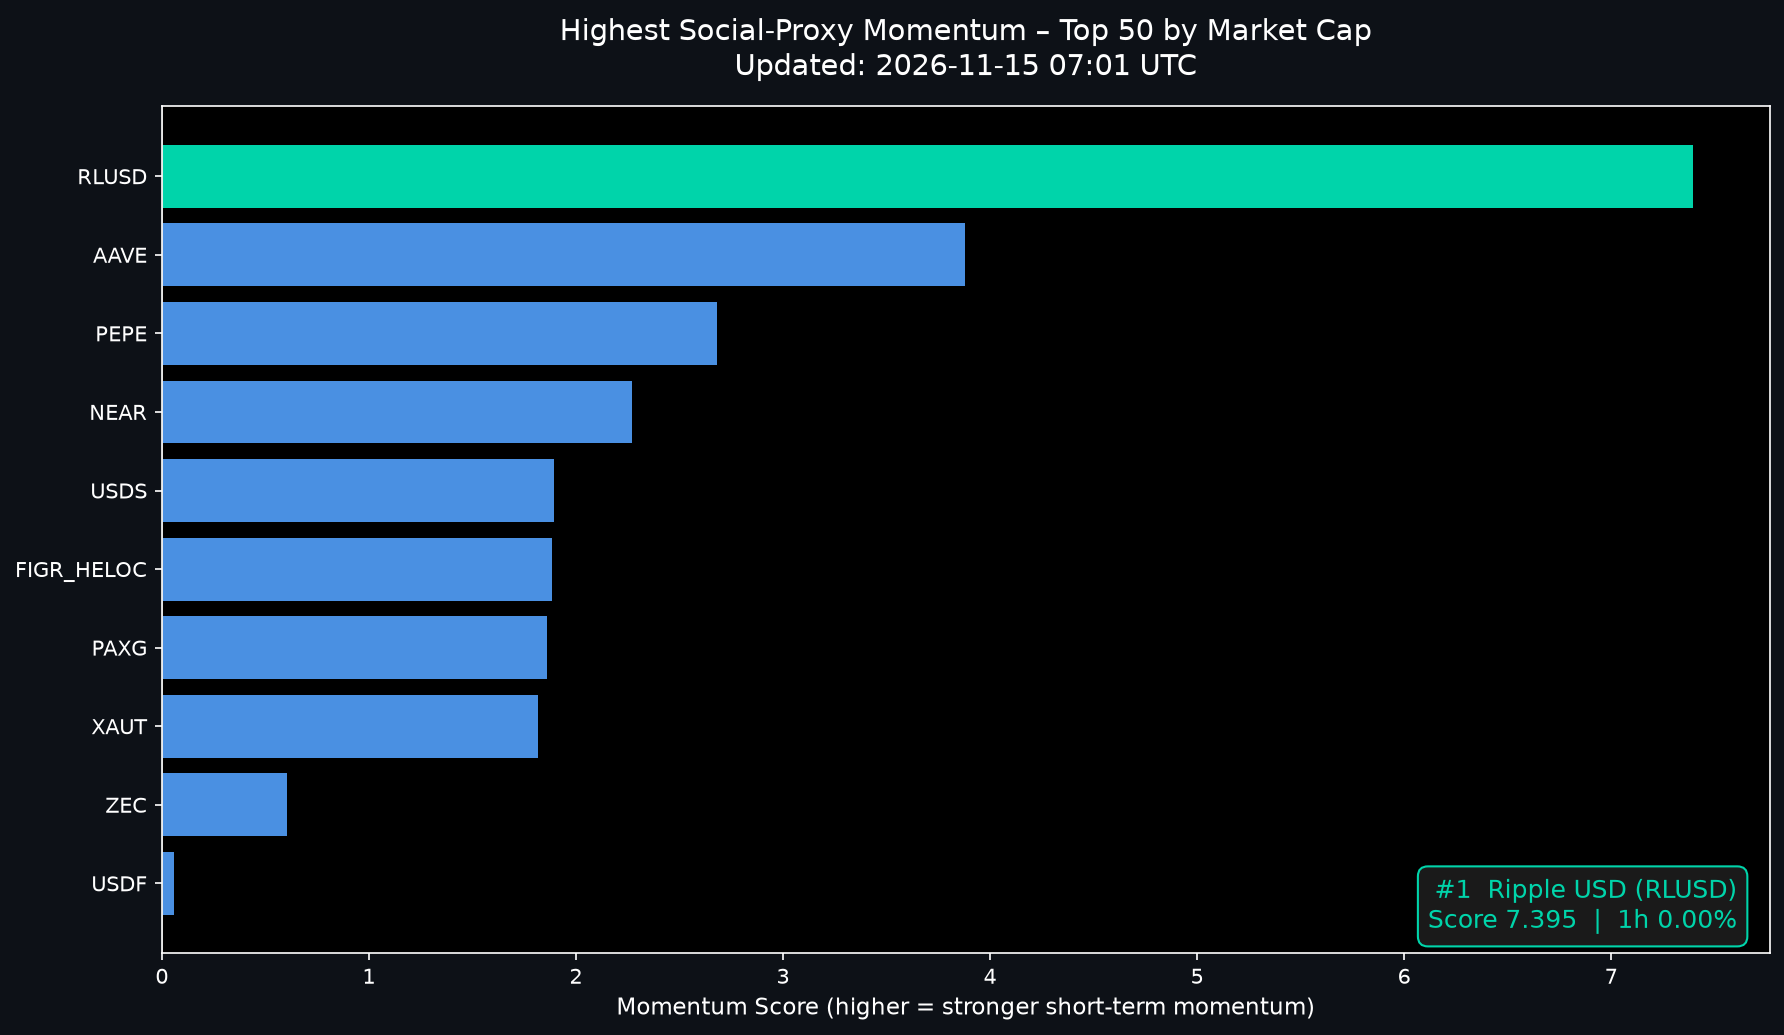 Highest Social-Proxy Momentum – Top 50 by Market Cap
Updated: 2026-11-15 07:01 UTC
RLUSD
AAVE
PEPE
NEAR
USDS
FIGR_HELOC
PAXG
XAUT
ZEC
USDF
#1 Ripple USD (RLUSD)
Score 7.395 | 1h 0.00%
0 1 2 3 4 5 6 7
Momentum Score (higher = stronger short-term momentum)